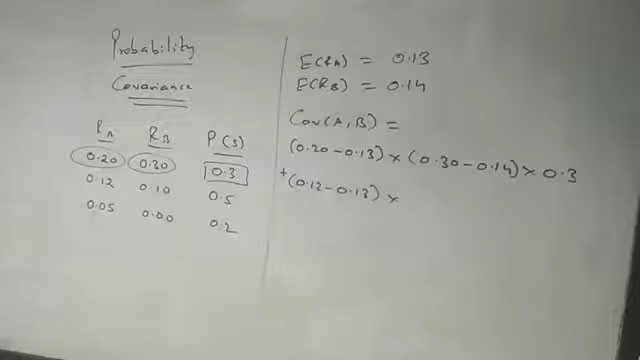 Probability
Covariance
RA RB P(S)
0.20 0.30 0.3
0.12 0.10 0.5
0.05 0.00 0.2
E(RA) = 0.13
E(RB) = 0.14
Cov(A,B) =
(0.20-0.13) × (0.30-0.14) × 0.3
+(0.12-0.13) ×